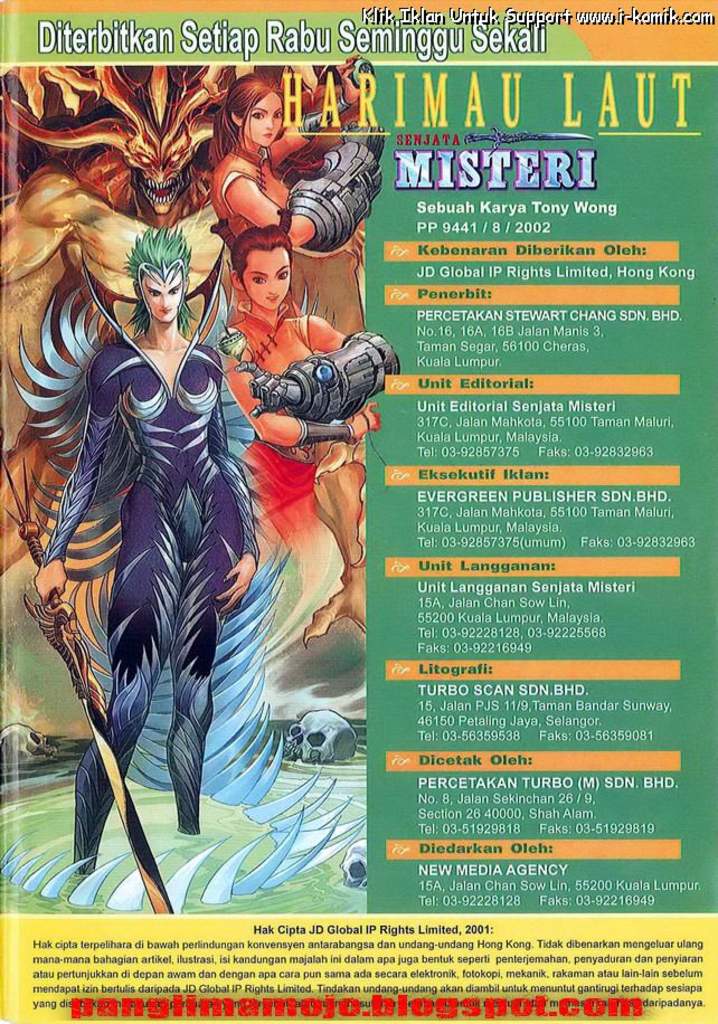 Klik Iklan Untuk Support www.i-komik.com
Diterbitkan Setiap Rabu Seminggu Sekali
HARIMAU LAUT
SENJATA
MISTERI
Sebuah Karya Tony Wong
PP 9441 / 8 / 2002
Kebenaran Diberikan Oleh:
JD Global IP Rights Limited, Hong Kong
Penerbit:
PERCETAKAN STEWART CHANG SDN. BHD.
No.16, 16A, 16B Jalan Manis 3,
Taman Segar, 56100 Cheras,
Kuala Lumpur.
Unit Editorial:
Unit Editorial Senjata Misteri
317C, Jalan Mahkota, 55100 Taman Maluri,
Kuala Lumpur, Malaysia.
Tel: 03-92857375 Faks: 03-92832963
Eksekutif Iklan:
EVERGREEN PUBLISHER SDN.BHD.
317C, Jalan Mahkota, 55100 Taman Maluri,
Kuala Lumpur, Malaysia.
Tel: 03-92857375(umum) Faks: 03-92832963
Unit Langganan:
Unit Langganan Senjata Misteri
15A, Jalan Chan Sow Lin,
55200 Kuala Lumpur, Malaysia.
Tel: 03-92228128, 03-92225568
Faks: 03-92216949
Litografi:
TURBO SCAN SDN.BHD.
15, Jalan PJS 11/9,Taman Bandar Sunway,
46150 Petaling Jaya, Selangor.
Tel: 03-56359538 Faks: 03-56359081
Dicetak Oleh:
PERCETAKAN TURBO (M) SDN. BHD.
No. 8, Jalan Sekinchan 26 / 9,
Section 26 40000, Shah Alam.
Tel: 03-51929818 Faks: 03-51929819
Diedarkan Oleh:
NEW MEDIA AGENCY
15A, Jalan Chan Sow Lin, 55200 Kuala Lumpur.
Tel: 03-92228128 Faks: 03-92216949
Hak Cipta JD Global IP Rights Limited, 2001:
Hak cipta terpelihara di bawah perlindungan konvensyen antarabangsa dan undang-undang Hong Kong. Tidak dibenarkan mengeluar ulang
mana-mana bahagian artikel, ilustrasi, isi kandungan majalah ini dalam apa juga bentuk seperti penterjemahan, penyaduran dan penyiaran
atau pertunjukkan di depan awam dan dengan apa cara pun sama ada secara elektronik, fotokopi, mekanik, rakaman atau lain-lain sebelum
mendapat izin bertulis daripada JD Global IP Rights Limited. Tindakan undang-undang akan diambil untuk menuntut gantirugi terhadap sesiapa
yang daripadanya.
panglimamojo.blogspot.com